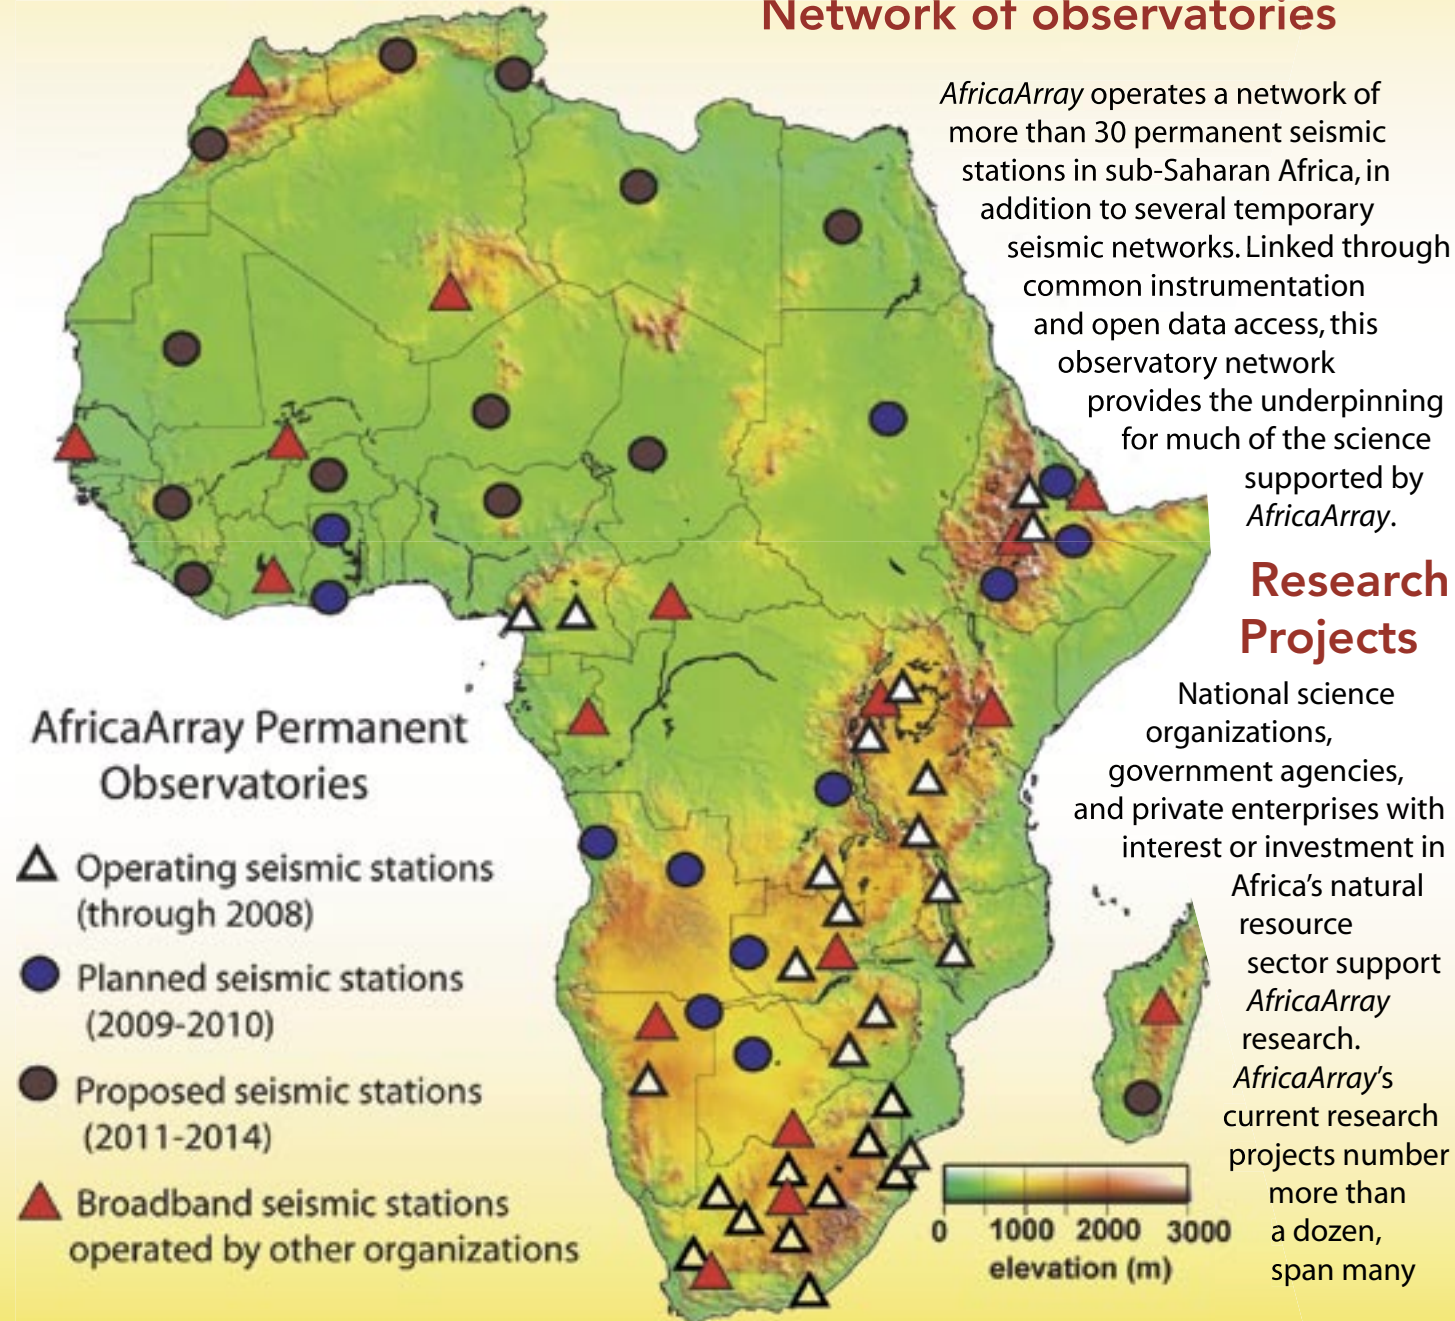 Network of observatories
AfricaArray operates a network of
more than 30 permanent seismic
stations in sub-Saharan Africa, in
addition to several temporary
seismic networks. Linked through
common instrumentation
and open data access, this
observatory network
provides the underpinning
for much of the science
supported by
AfricaArray.
Research
Projects
National science
organizations,
government agencies,
and private enterprises with
interest or investment in
Africa's natural
resource
sector support
AfricaArray
research.
AfricaArray's
current research
projects number
more than
a dozen,
span many
AfricaArray Permanent
Observatories
Operating seismic stations
(through 2008)
Planned seismic stations
(2009-2010)
Proposed seismic stations
(2011-2014)
Broadband seismic stations
operated by other organizations
0 1000 2000 3000
elevation (m)